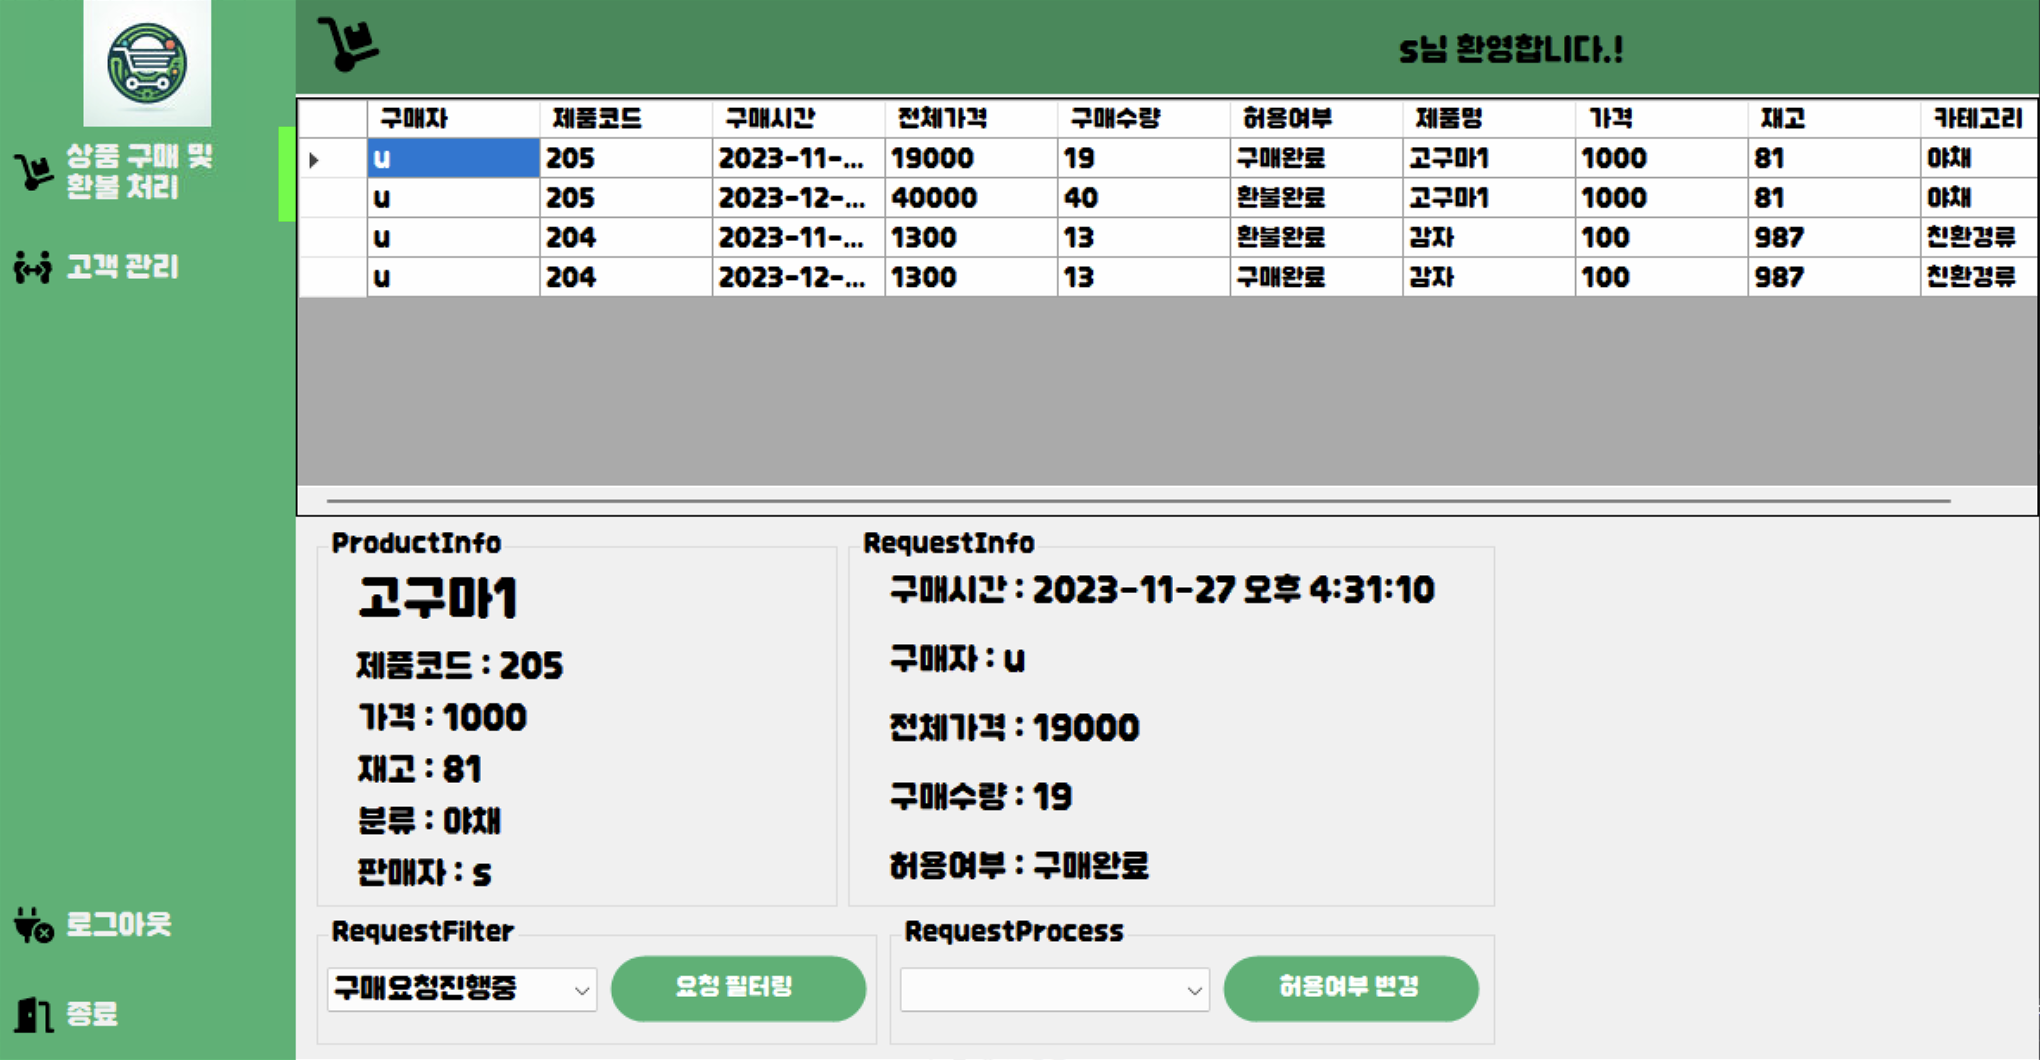 s님 환영합니다.!
상품 구매 및
환불 처리
고객 관리
로그아웃
종료
구매자 제품코드 구매시간 전체가격 구매수량 허용여부 제품명 가격 재고 카테고리
u 205 2023-11-... 19000 19 구매완료 고구마1 1000 81 야채
u 205 2023-12-... 40000 40 환불완료 고구마1 1000 81 야채
u 204 2023-11-... 1300 13 환불완료 감자 100 987 친환경류
u 204 2023-12-... 1300 13 구매완료 감자 100 987 친환경류
ProductInfo
고구마1
제품코드 : 205
가격 : 1000
재고 : 81
분류 : 야채
판매자 : s
RequestInfo
구매시간 : 2023-11-27 오후 4:31:10
구매자 : u
전체가격 : 19000
구매수량 : 19
허용여부 : 구매완료
RequestFilter
구매요청진행중
요청 필터링
RequestProcess
허용여부 변경